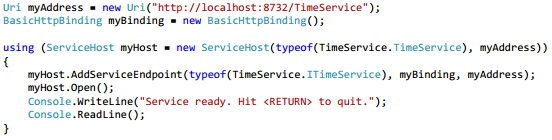 Uri myAddress = new Uri("http://localhost:8732/TimeService");
BasicHttpBinding myBinding = new BasicHttpBinding();

using (ServiceHost myHost = new ServiceHost(typeof(TimeService.TimeService), myAddress))
{
    myHost.AddServiceEndpoint(typeof(TimeService.ITimeService), myBinding, myAddress);
    myHost.Open();
    Console.WriteLine("Service ready. Hit <RETURN> to quit.");
    Console.ReadLine();
}